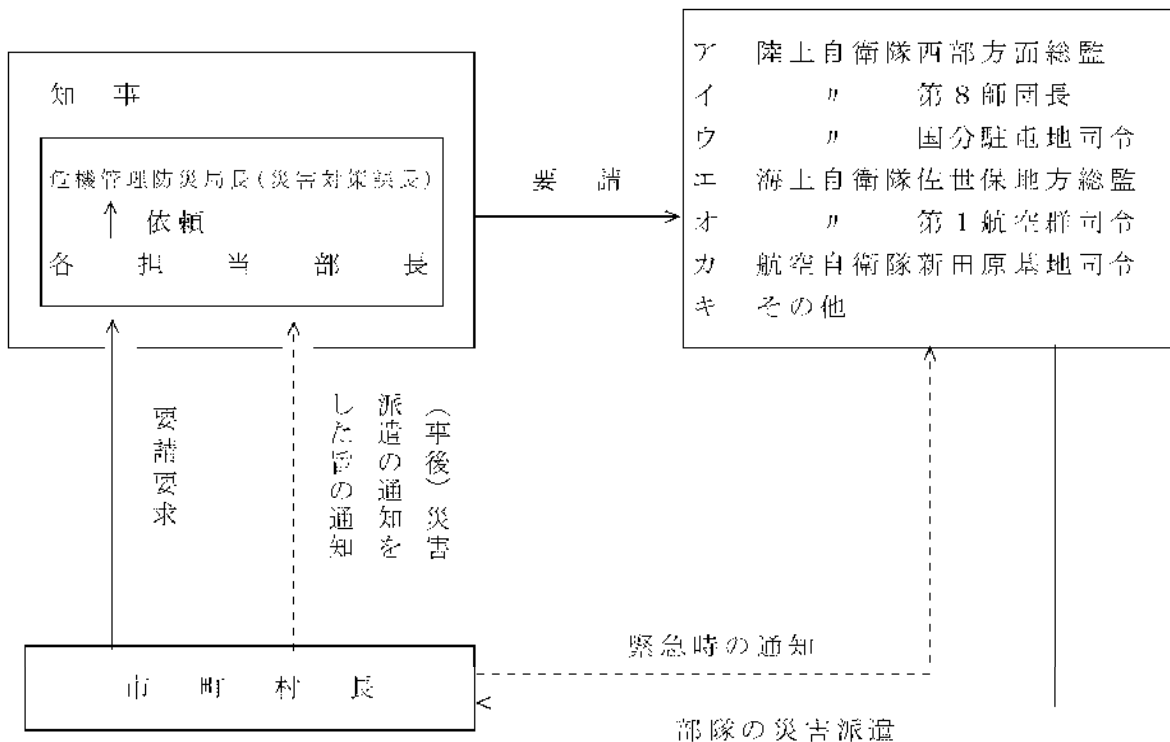 知事
危機管理防災局長(災害対策課長)
依頼
各担当部長
要請
ア 陸上自衛隊西部方面総監
イ 〃 第8師団長
ウ 〃 国分駐屯地司令
エ 海上自衛隊佐世保地方総監
オ 〃 第1航空群司令
カ 航空自衛隊新田原基地司令
キ その他
要請要求
(事後)災害
派遣の通知を
した旨の通知
緊急時の通知
市町村長
部隊の災害派遣